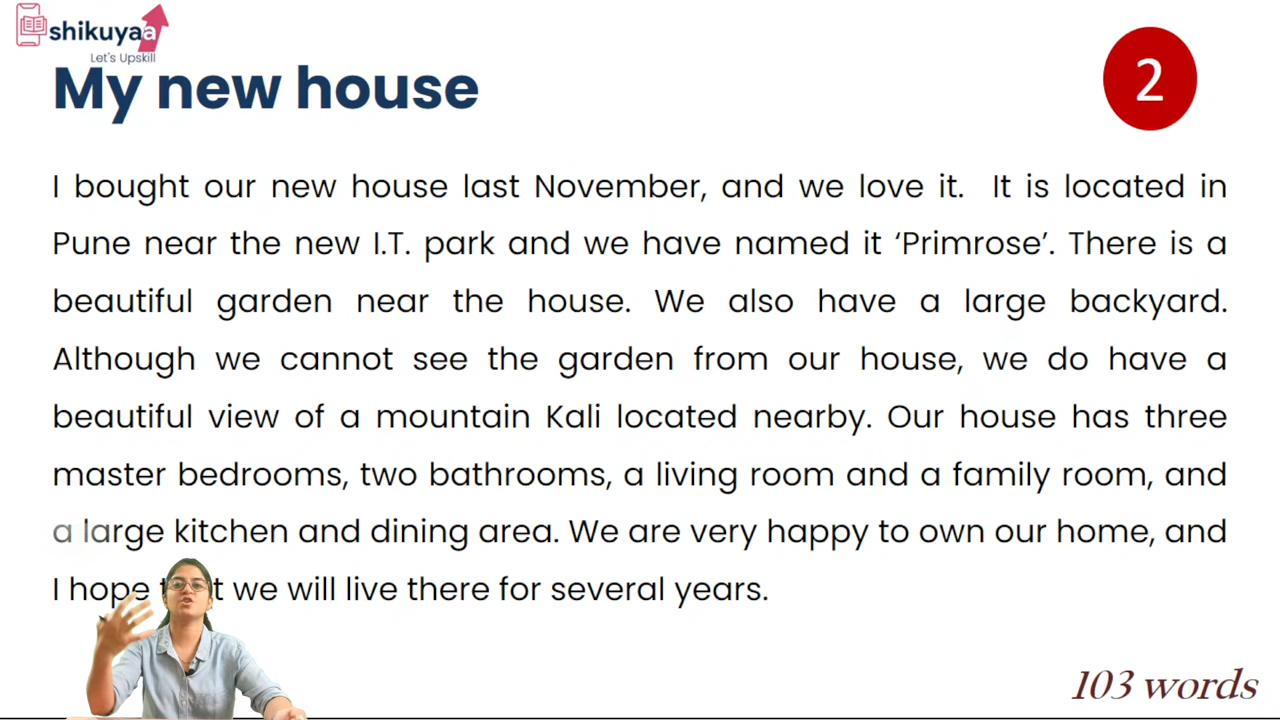 shikuyaa
Let's Upskill
My new house
2
I bought our new house last November, and we love it. It is located in
Pune near the new I.T. park and we have named it ‘Primrose’. There is a
beautiful garden near the house. We also have a large backyard.
Although we cannot see the garden from our house, we do have a
beautiful view of a mountain Kali located nearby. Our house has three
master bedrooms, two bathrooms, a living room and a family room, and
a large kitchen and dining area. We are very happy to own our home, and
I hope we will live there for several years.
103 words